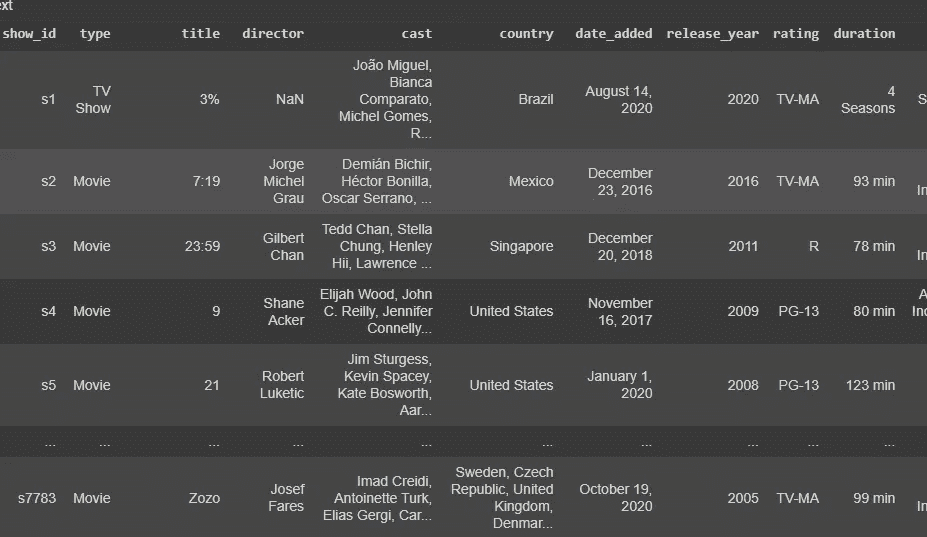 ext
show_id type title director cast country date_added release_year rating duration
João Miguel,
Bianca
TV Comparato, August 14, 4 
s1 Show 3% NaN Michel Gomes, Brazil 2020 2020 TV-MA Seasons S
R...
Jorge Demián Bichir, December
s2 Movie 7:19 Michel Héctor Bonilla, Mexico 23, 2016 2016 TV-MA 93 min
Grau Oscar Serrano, ... In
Gilbert Tedd Chan, Stella December
s3 Movie 23:59 Chan Chung, Henley Singapore 20, 2018 2011 R 78 min
Hii, Lawrence ... In
Shane Elijah Wood, John November A
s4 Movie 9 Acker C. Reilly, Jennifer United States 16, 2017 2009 PG-13 80 min Inc
Connelly...
Jim Sturgess,
Robert Kevin Spacey, January 1,
s5 Movie 21 Luketic Kate Bosworth, United States 2020 2008 PG-13 123 min
Aar...
... ... ... ... ... ... ... ... ... ...
Sweden, Czech
Josef Imad Creidi, Republic, United October 19,
s7783 Movie Zozo Fares Antoinette Turk, Kingdom, 2020 2005 TV-MA 99 min
Elias Gergi, Car... Denmar... In